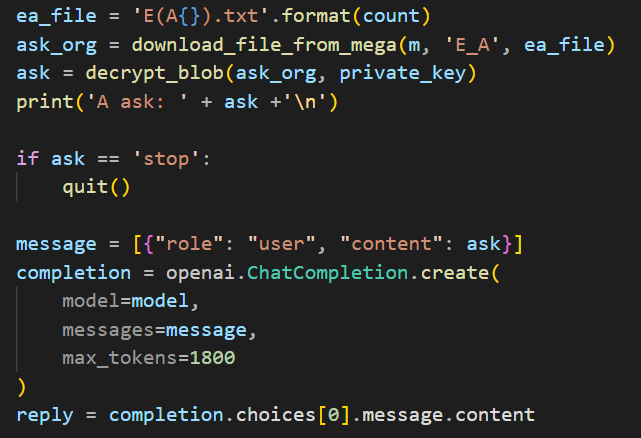 ea_file = 'E(A{}).txt'.format(count)
ask_org = download_file_from_mega(m, 'E_A', ea_file)
ask = decrypt_blob(ask_org, private_key)
print('A ask: ' + ask +'\n')
if ask == 'stop':
    quit()
message = [{"role": "user", "content": ask}]
completion = openai.ChatCompletion.create(
    model=model,
    messages=message,
    max_tokens=1800
)
reply = completion.choices[0].message.content